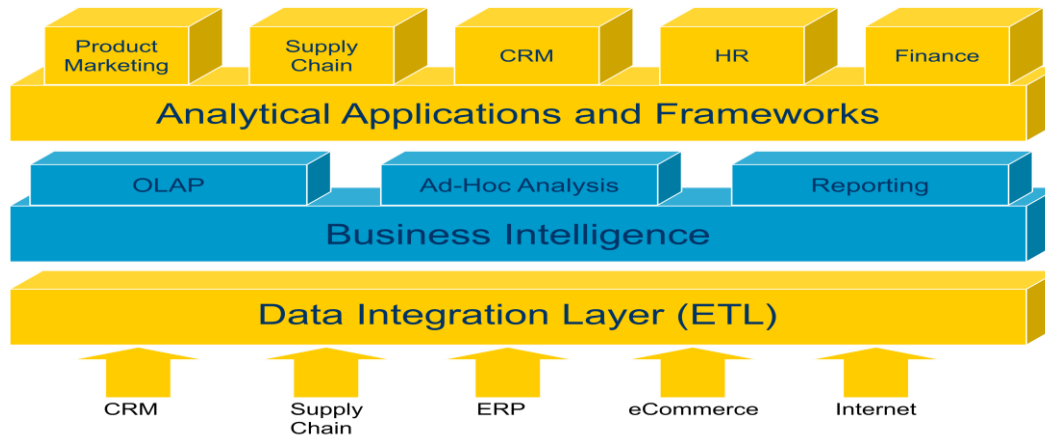 Product
Marketing
Supply
Chain
CRM
HR
Finance
Analytical Applications and Frameworks
OLAP
Ad-Hoc Analysis
Reporting
Business Intelligence
Data Integration Layer (ETL)
CRM
Supply
Chain
ERP
eCommerce
Internet